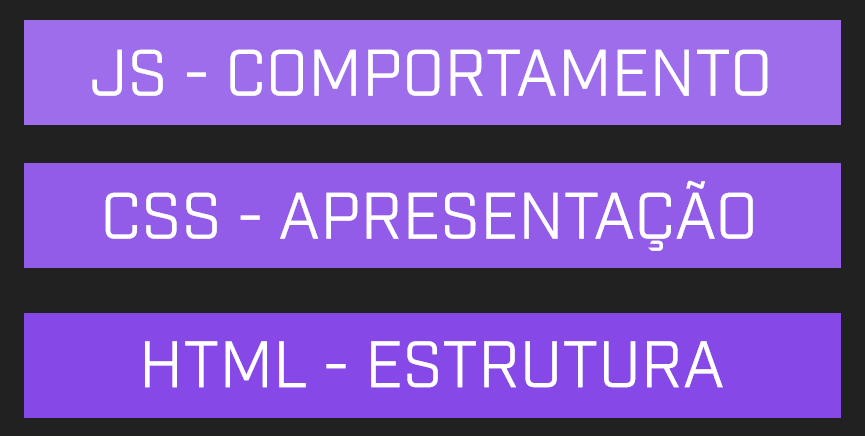 JS - COMPORTAMENTO
CSS - APRESENTAÇÃO
HTML - ESTRUTURA